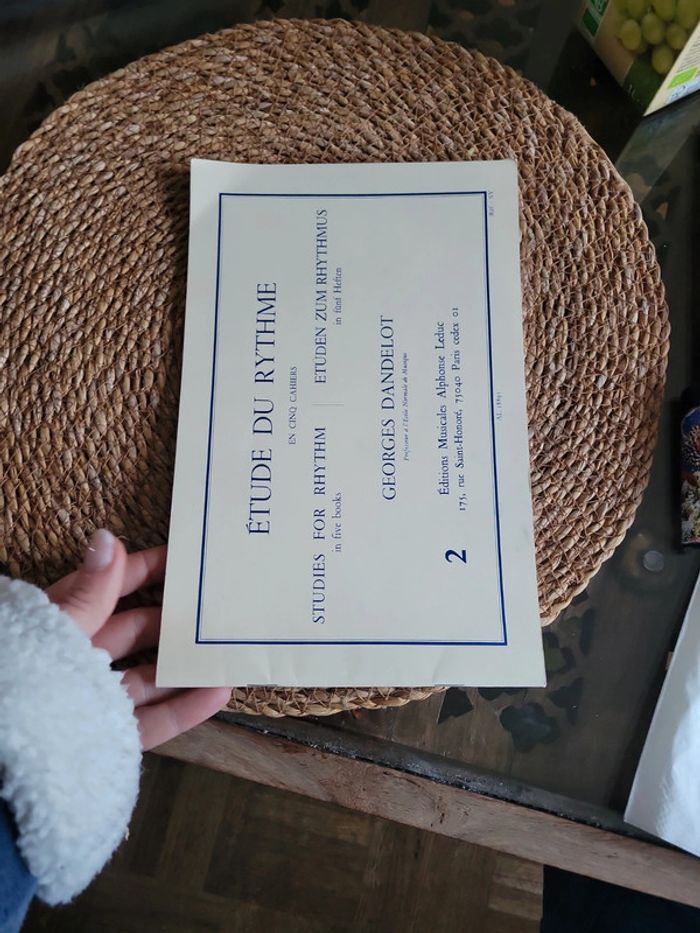 ÉTUDE DU RYTHME
EN CINQ CAHIERS
STUDIES FOR RHYTHM
in five books
ETUDEN ZUM RHYTHMUS
in fünf Heften
GEORGES DANDELOT
Professeur à l'Ecole Normale de Musique
2
Éditions Musicales Alphonse Leduc
175, rue Saint-Honoré, 75040 Paris cedex 01